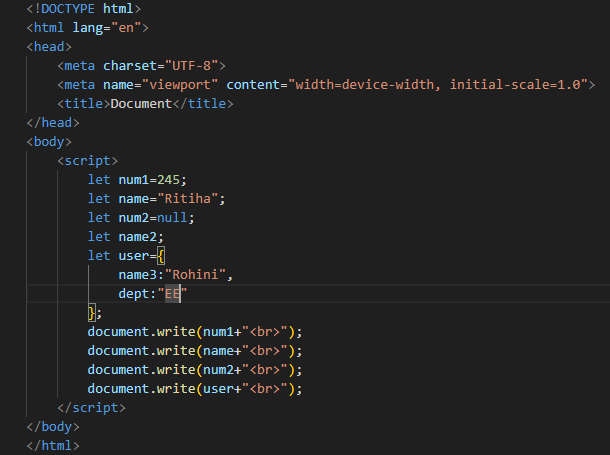 <!DOCTYPE html>
<html lang="en">
<head>
    <meta charset="UTF-8">
    <meta name="viewport" content="width=device-width, initial-scale=1.0">
    <title>Document</title>
</head>
<body>
    <script>
        let num1=245;
        let name="Ritiha";
        let num2=null;
        let name2;
        let user={
            name3:"Rohini",
            dept:"EE"
        };
        document.write(num1+"<br>");
        document.write(name+"<br>");
        document.write(num2+"<br>");
        document.write(user+"<br>");
    </script>
</body>
</html>